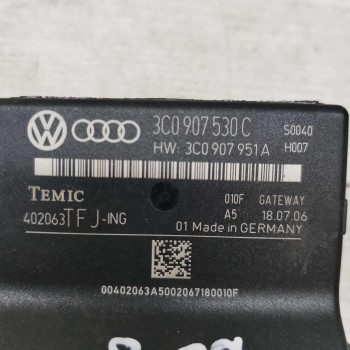 3C0 907 530 C S0040
HW: 3C0 907 951 A H007
TEMIC 010F GATEWAY
402063TFJ-ING A5 18.07.06
01 Made in GERMANY
00402063A5002067180010F